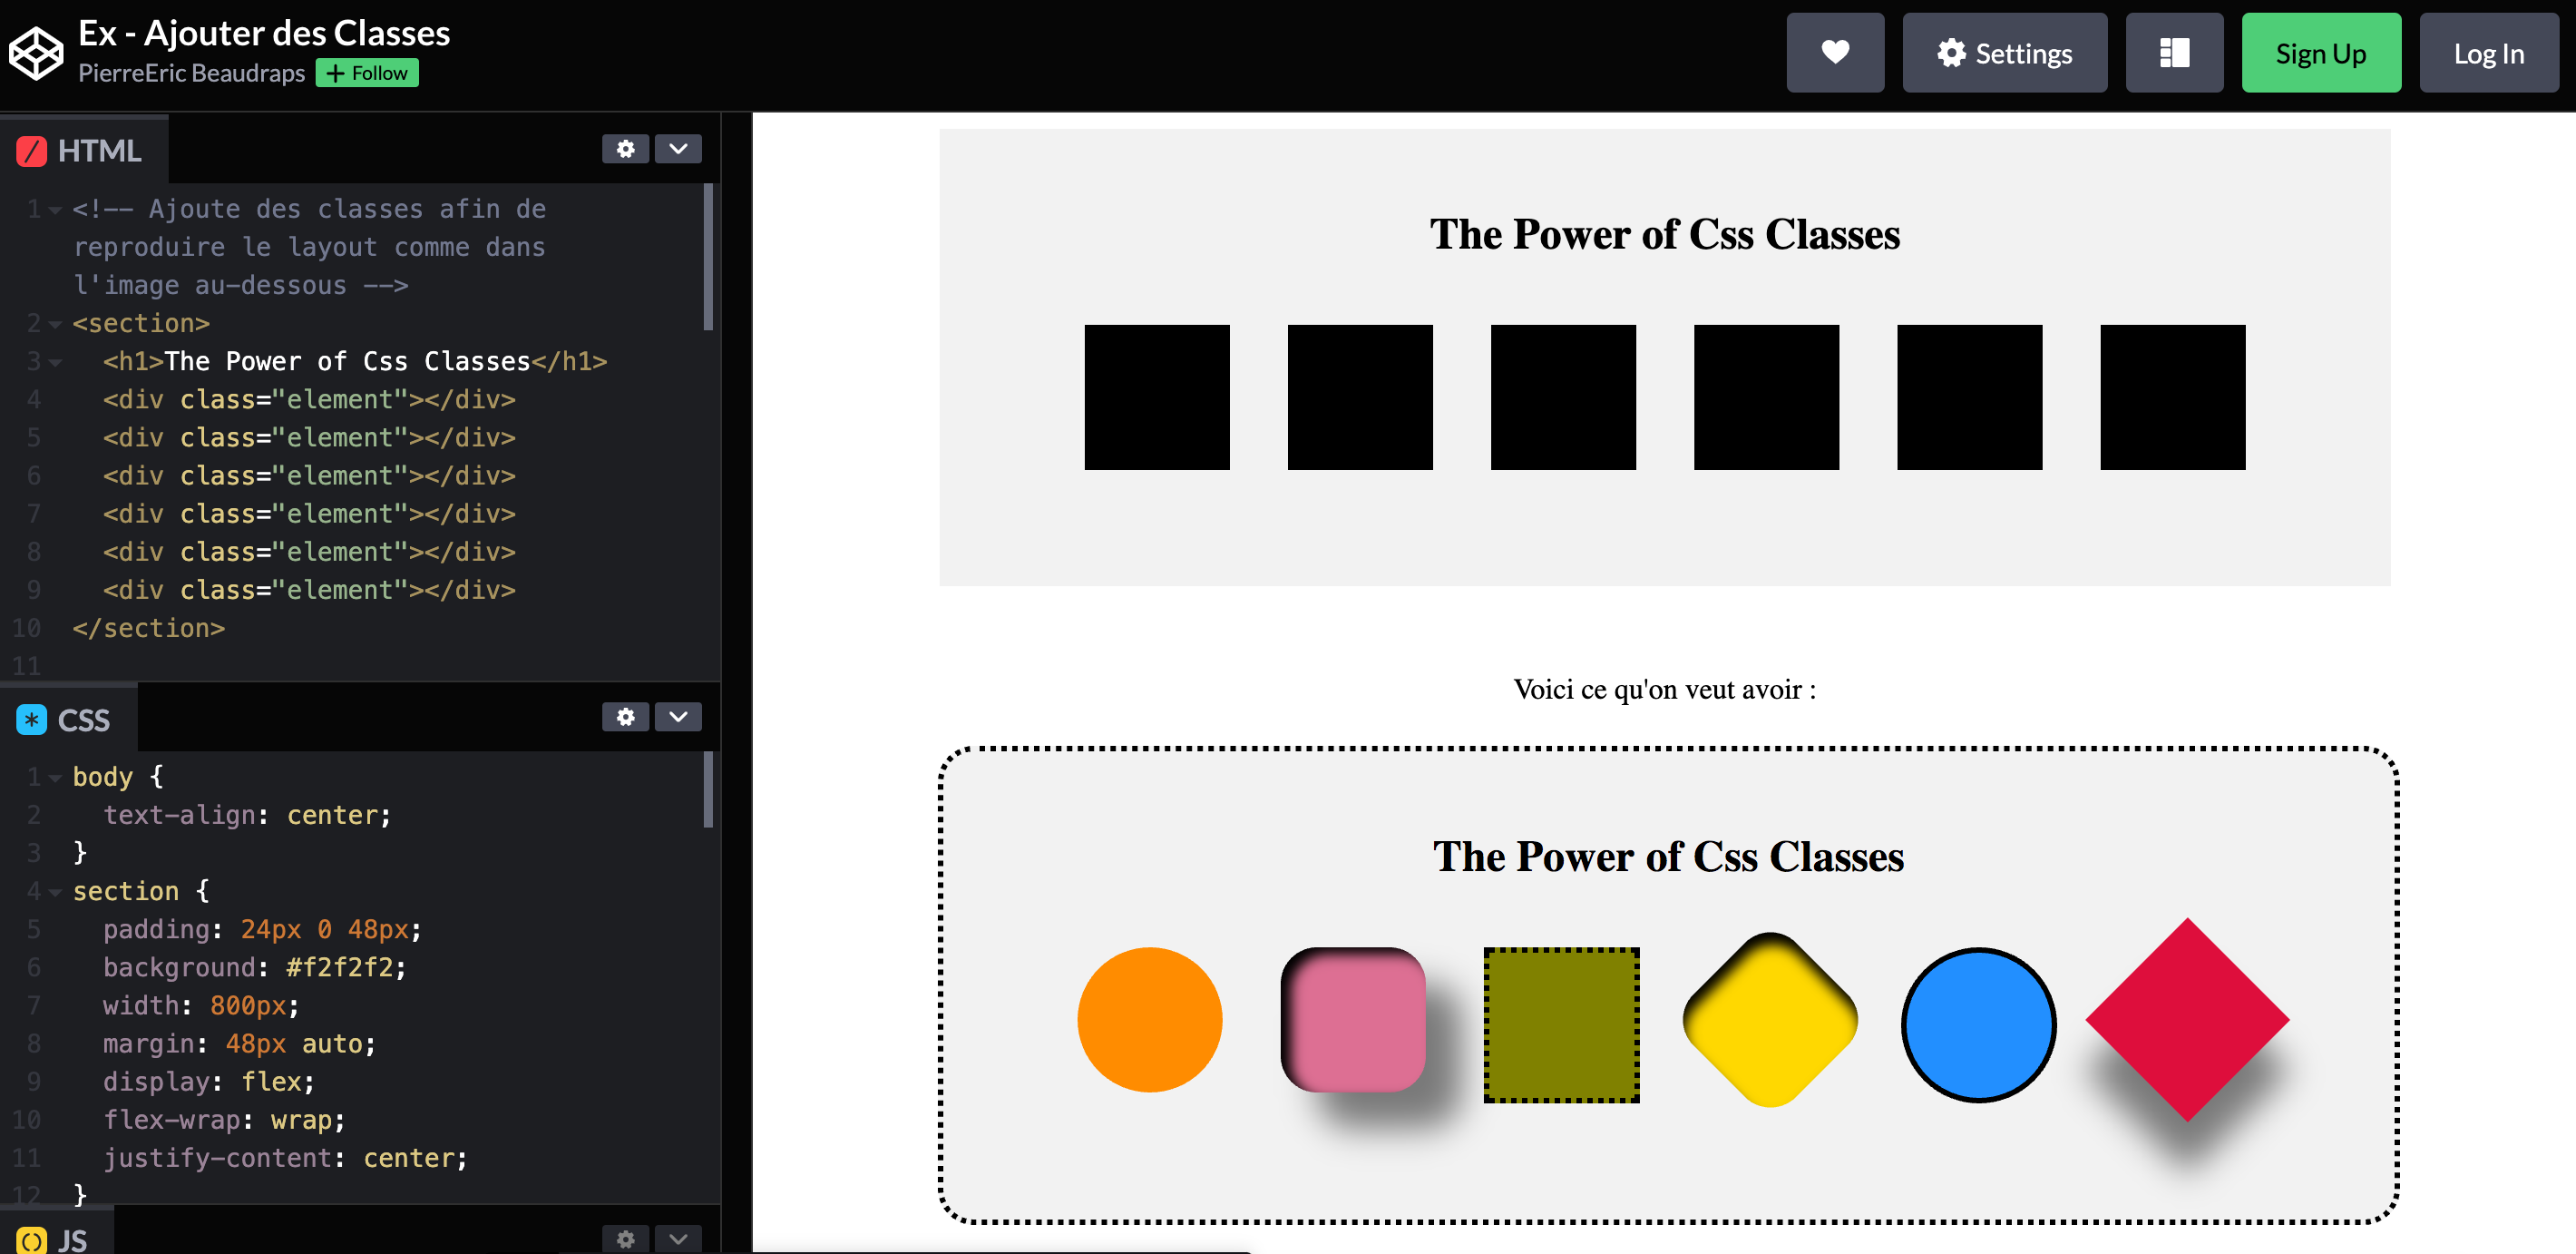 Ex - Ajouter des Classes
PierreEric Beaudraps
+ Follow
Settings
Sign Up
Log In
HTML
1 <!-- Ajoute des classes afin de
reproduire le layout comme dans
l'image au-dessous -->
2 <section>
3 <h1>The Power of Css Classes</h1>
4 <div class="element"></div>
5 <div class="element"></div>
6 <div class="element"></div>
7 <div class="element"></div>
8 <div class="element"></div>
9 <div class="element"></div>
10 </section>
11
CSS
1 body {
2 text-align: center;
3 }
4 section {
5 padding: 24px 0 48px;
6 background: #f2f2f2;
7 width: 800px;
8 margin: 48px auto;
9 display: flex;
10 flex-wrap: wrap;
11 justify-content: center;
12 }
JS
The Power of Css Classes
Voici ce qu'on veut avoir :
The Power of Css Classes